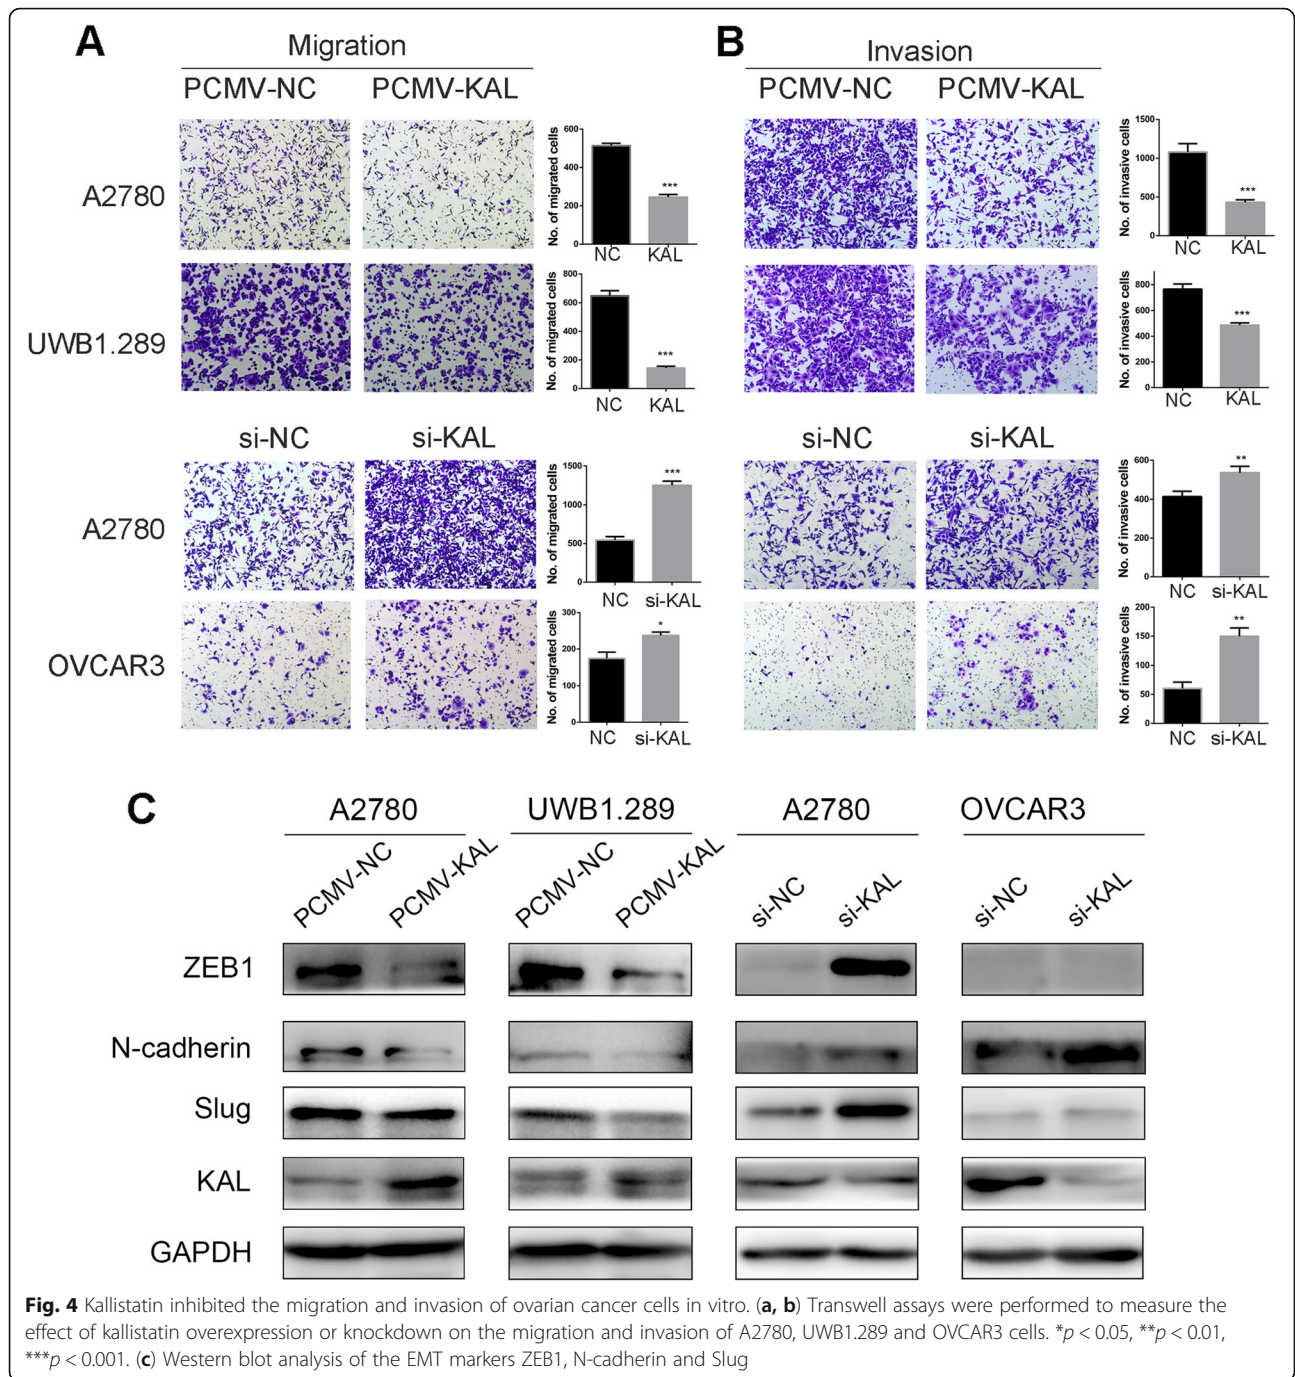 A
Migration
PCMV-NC PCMV-KAL
A2780
No. of migrated cells
600
400
200
0
***
NC KAL
UWB1.289
No. of migrated cells
800
600
400
200
0
***
NC KAL
si-NC si-KAL
A2780
No. of migrated cells
1500
1000
500
0
***
NC si-KAL
OVCAR3
No. of migrated cells
300
200
100
0
*
NC si-KAL
B
Invasion
PCMV-NC PCMV-KAL
No. of invasive cells
1500
1000
500
0
***
NC KAL
No. of invasive cells
800
600
400
200
0
***
NC KAL
si-NC si-KAL
No. of invasive cells
600
400
200
0
**
NC si-KAL
No. of invasive cells
200
150
100
50
0
**
NC si-KAL
C
A2780 UWB1.289 A2780 OVCAR3
PCMV-NC PCMV-KAL PCMV-NC PCMV-KAL si-NC si-KAL si-NC si-KAL
ZEB1
N-cadherin
Slug
KAL
GAPDH
Fig. 4 Kallistatin inhibited the migration and invasion of ovarian cancer cells in vitro. (a, b) Transwell assays were performed to measure the
effect of kallistatin overexpression or knockdown on the migration and invasion of A2780, UWB1.289 and OVCAR3 cells. *p < 0.05, **p < 0.01,
***p < 0.001. (c) Western blot analysis of the EMT markers ZEB1, N-cadherin and Slug